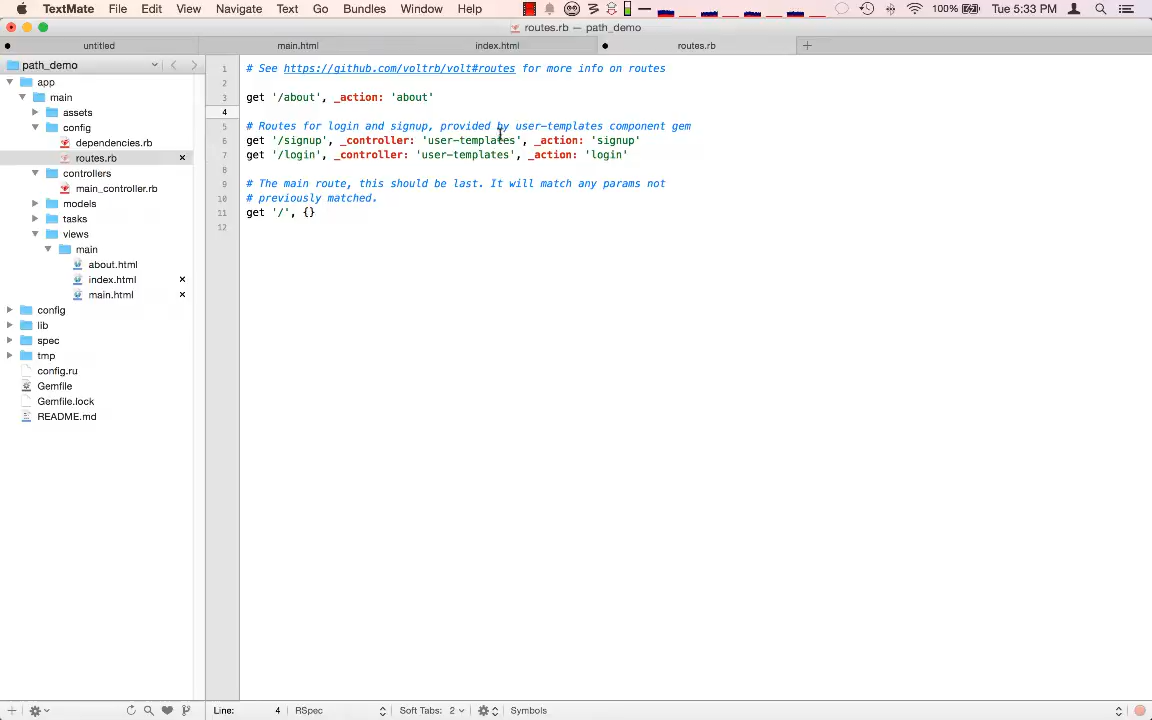 TextMate File Edit View Navigate Text Go Bundles Window Help 100% Tue 5:33 PM
routes.rb — path_demo
untitled main.html index.html routes.rb
path_demo
app
main
assets
config
dependencies.rb
routes.rb
controllers
main_controller.rb
models
tasks
views
main
about.html
index.html
main.html
config
lib
spec
tmp
config.ru
Gemfile
Gemfile.lock
README.md
1 # See https://github.com/voltrb/volt#routes for more info on routes
2
3 get '/about', _action: 'about'
4
5 # Routes for login and signup, provided by user-templates component gem
6 get '/signup', _controller: 'user-templates', _action: 'signup'
7 get '/login', _controller: 'user-templates', _action: 'login'
8
9 # The main route, this should be last. It will match any params not
10 # previously matched.
11 get '/', {}
12
Line: 4 RSpec Soft Tabs: 2 Symbols